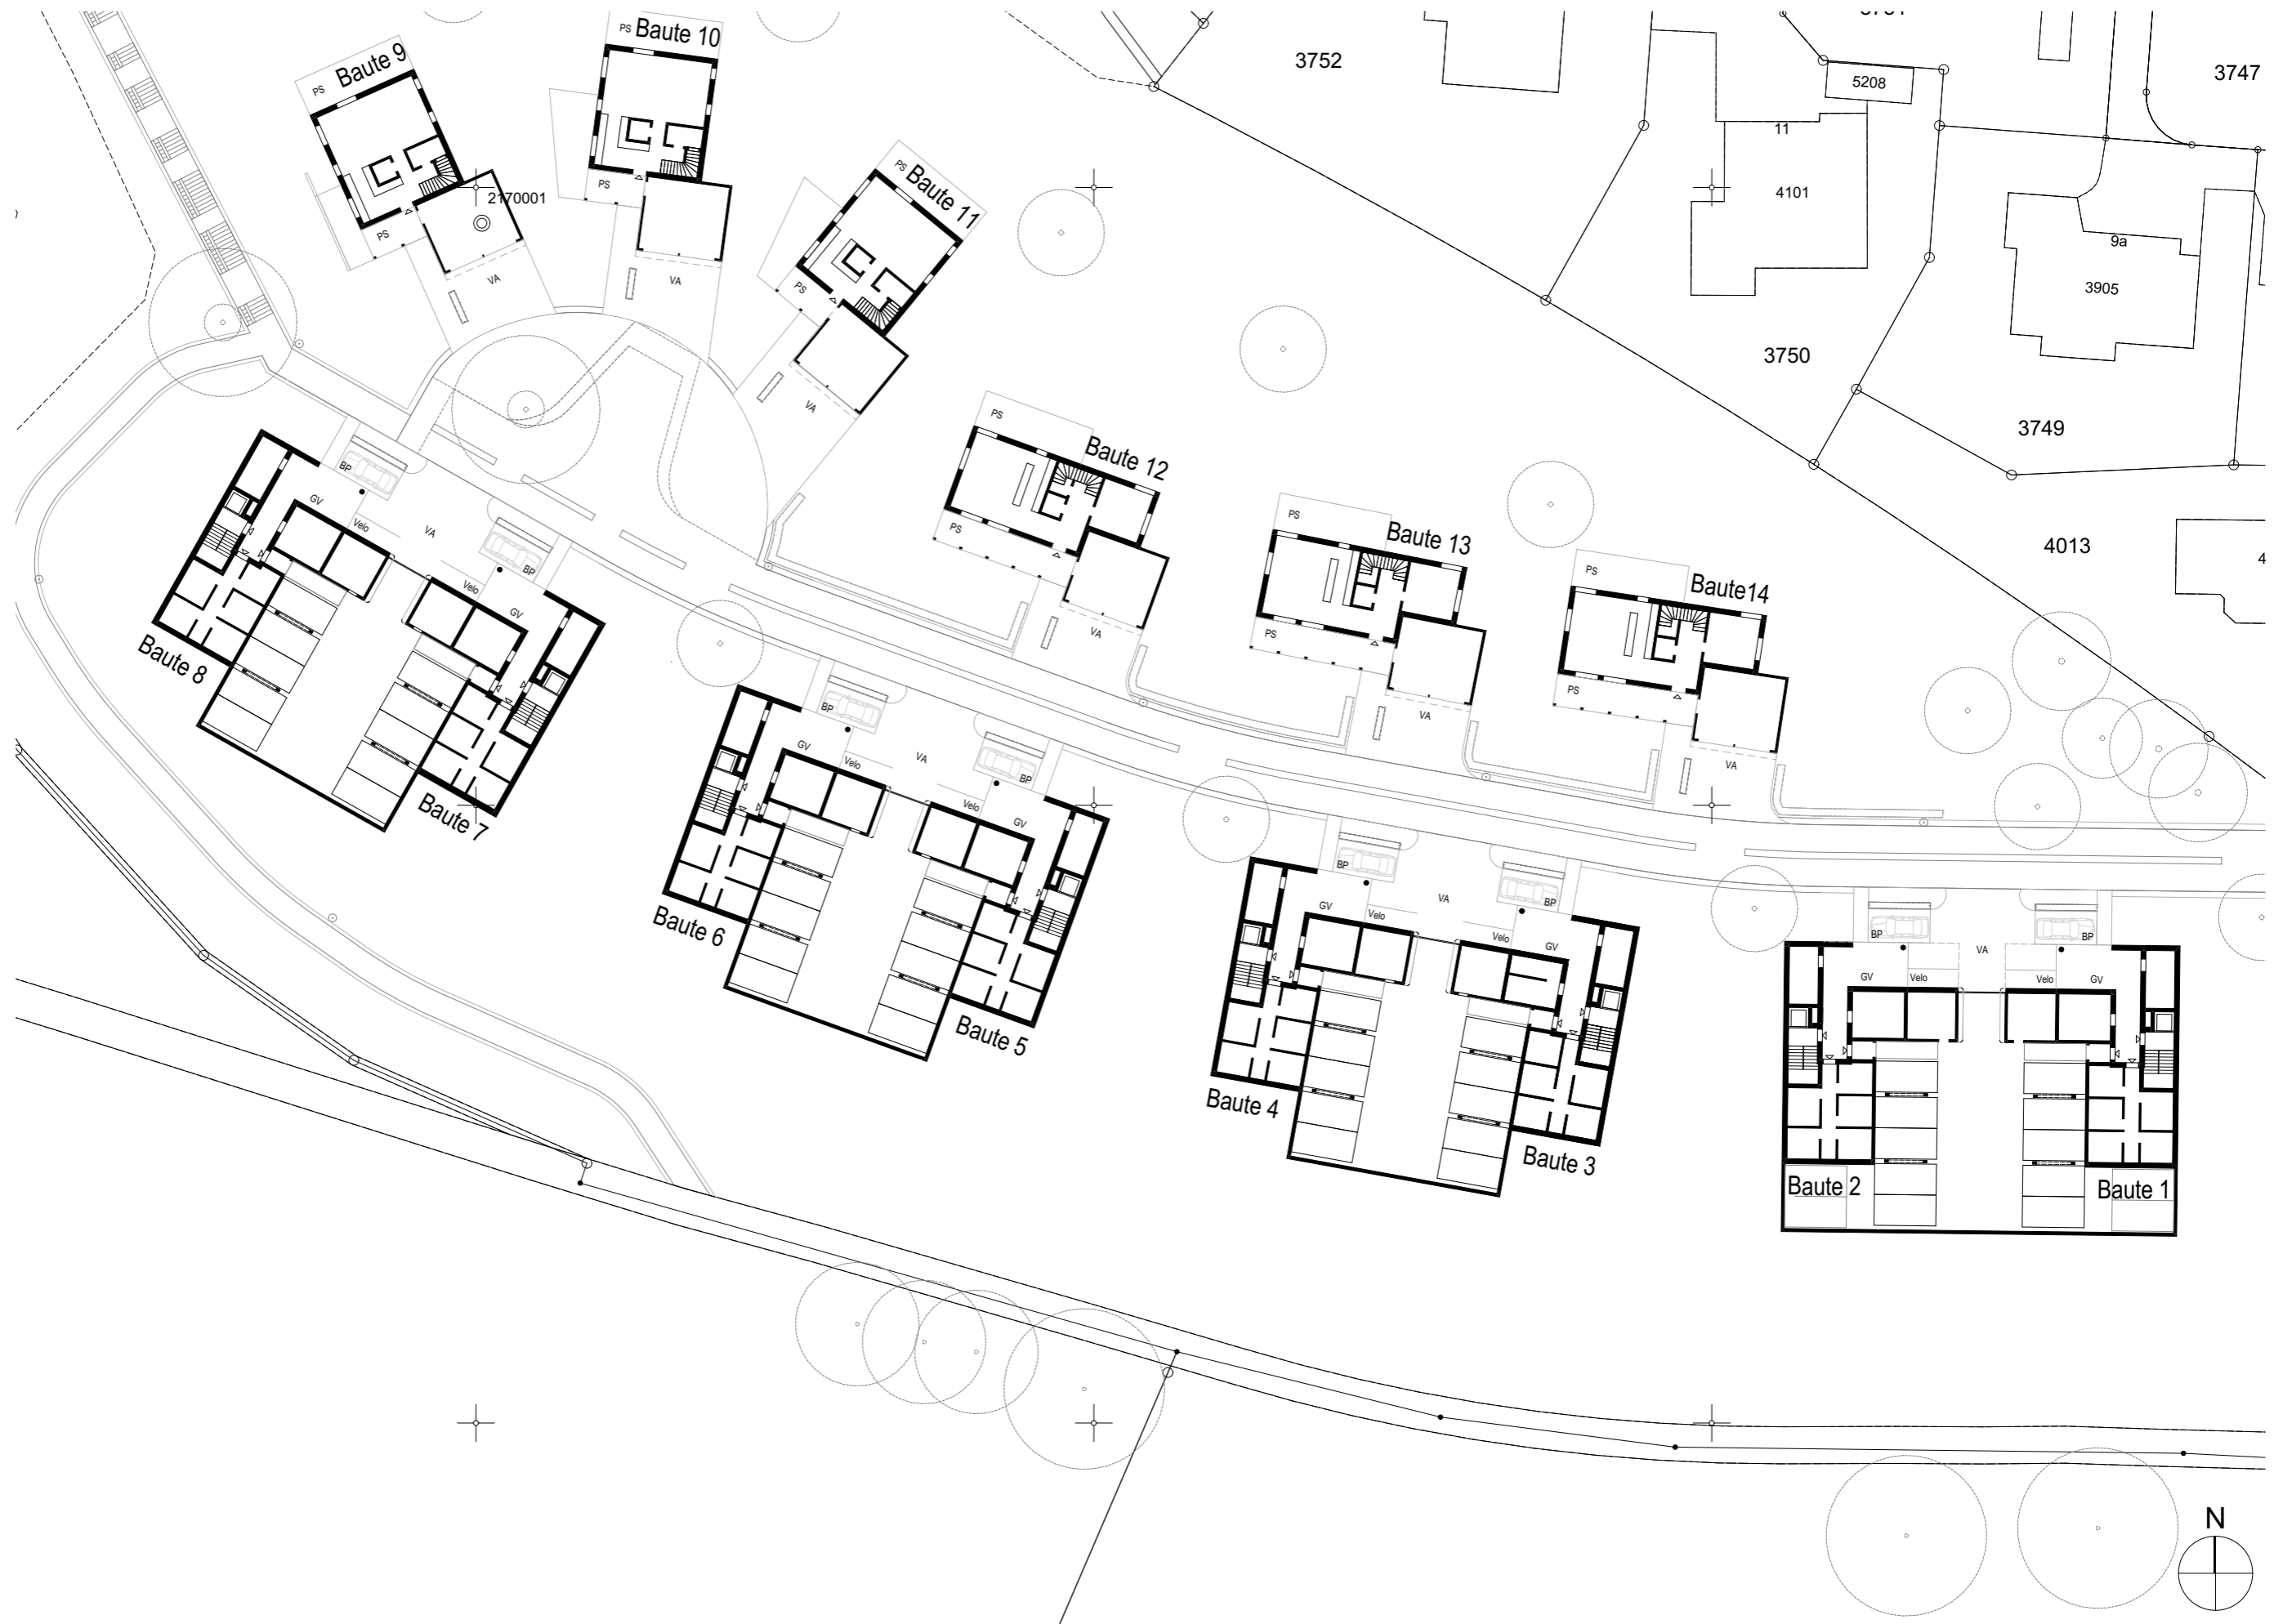 3752
3747
PS
Baute 10
PS
Baute 9
5208
11
4101
PS
Baute 11
PS
PS
2170001
PS
VA
VA
PS
9a
3905
3750
VA
3749
PS
Baute 12
PS
VA
BP
GV
Velo
VA
BP
Velo
GV
Baute 8
Baute 7
PS
Baute 13
PS
VA
PS
Baute14
PS
VA
4013
4
BP
GV
Velo
VA
BP
Velo
GV
Baute 6
Baute 5
BP
GV
Velo
VA
BP
Velo
GV
Baute 4
Baute 3
BP
GV
Velo
VA
BP
Velo
GV
Baute 2
Baute 1
N